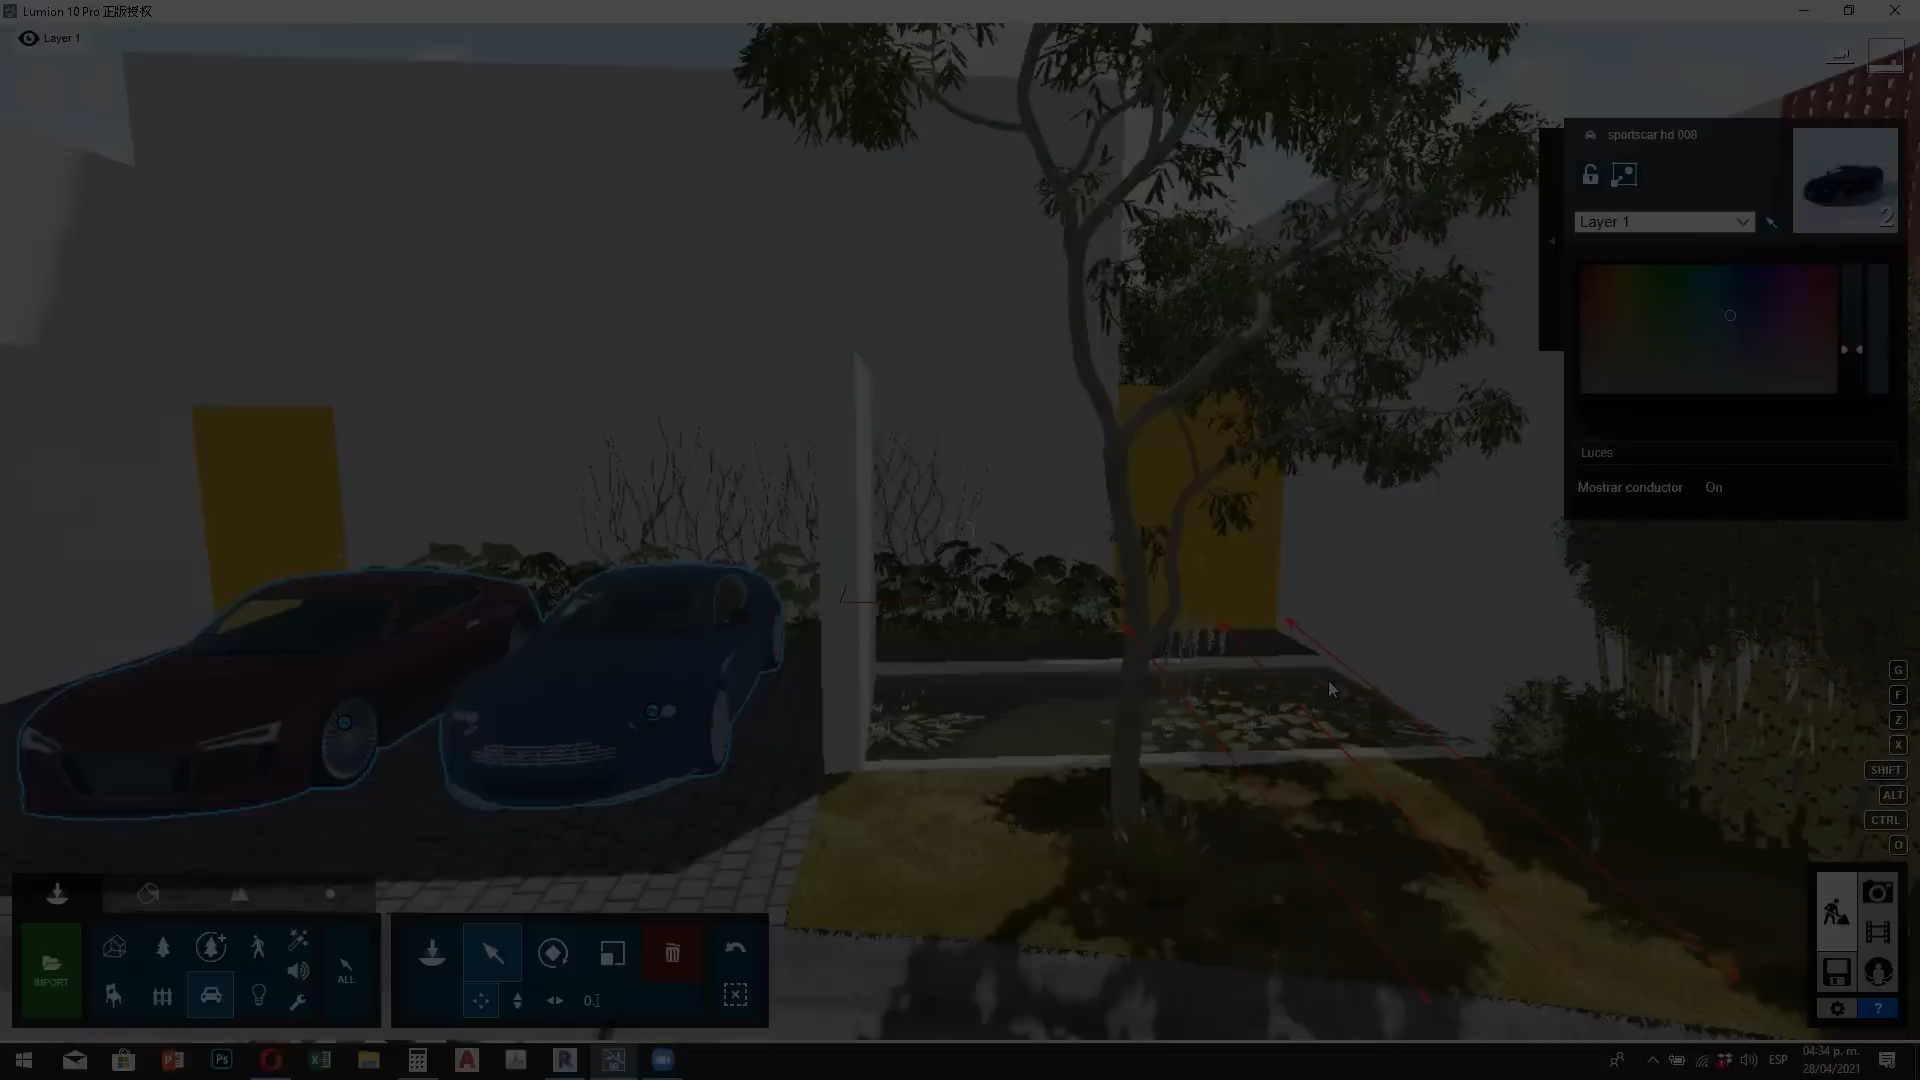 Lumion 10 Pro 正版授权
Layer 1
sportscar hd 008
Layer 1
2
Luces
Mostrar conductor On
G
F
Z
X
SHIFT
ALT
CTRL
O
IMPORT
ALL
?
ESP
04:34 p. m.
28/04/2021